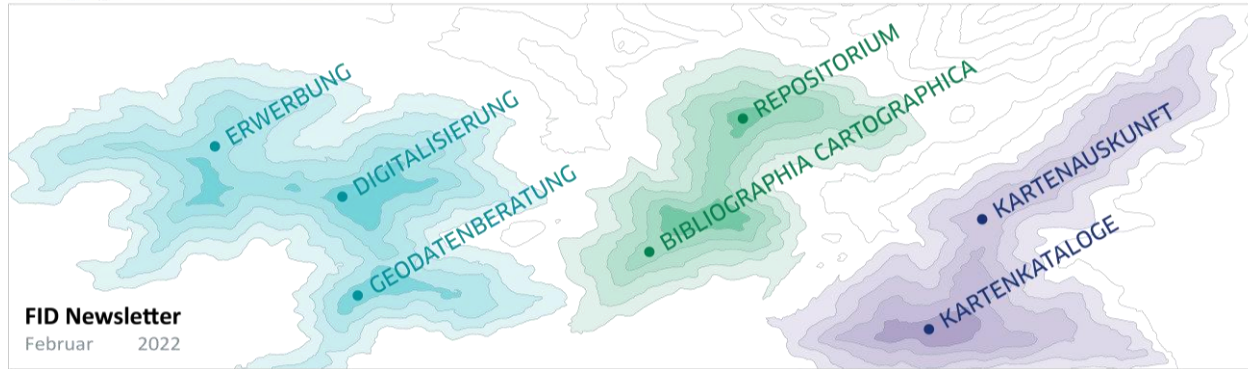 ERWERBUNG
DIGITALISIERUNG
GEODATENBERATUNG
REPOSITORIUM
BIBLIOGRAPHIA CARTOGRAPHICA
KARTENAUSKUNFT
KARTENKATALOGE
FID Newsletter
Februar 2022